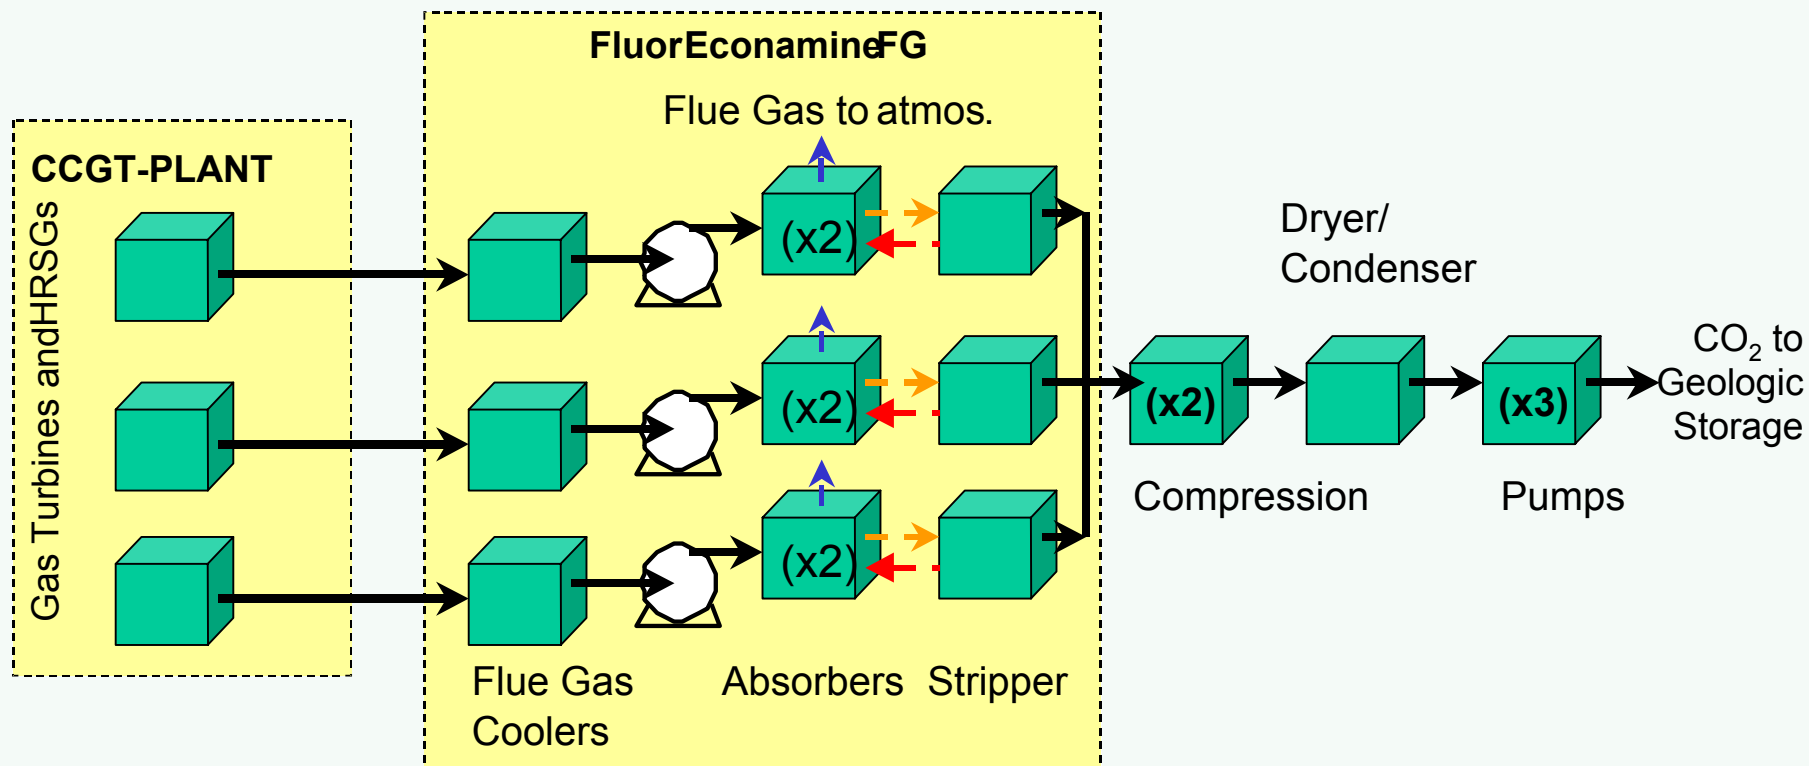 FluorEconamineFG
Flue Gas to atmos.
CCGT-PLANT
Gas Turbines andHRSGs
(x2)
(x2)
(x2)
Flue Gas
Coolers
Absorbers
Stripper
Dryer/
Condenser
(x2)
(x3)
Compression
Pumps
CO₂ to
Geologic
Storage